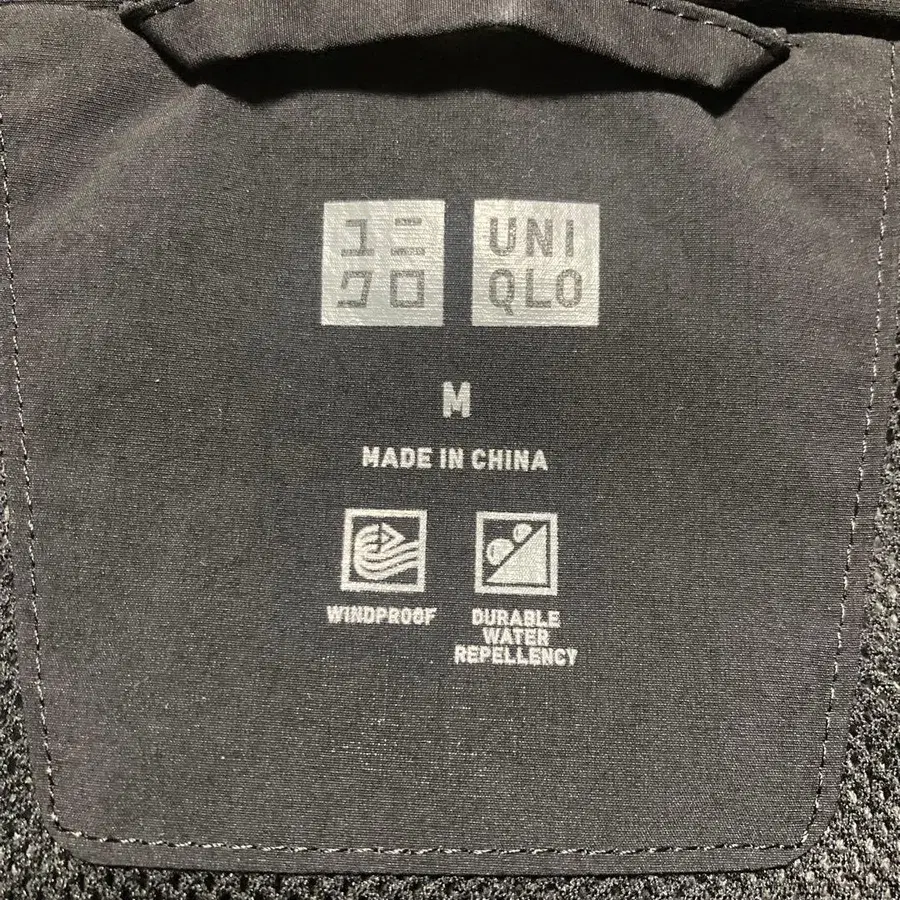 ユニ UNI
クロ QLO
M
MADE IN CHINA
WINDPROOF DURABLE
WATER
REPELLENCY